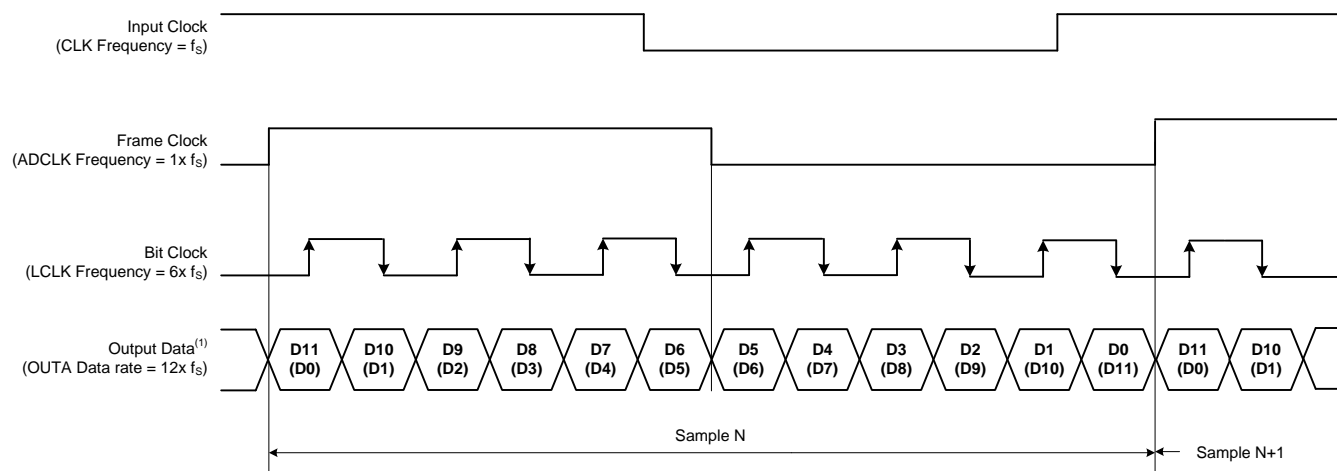 Input Clock
(CLK Frequency = fS)
Frame Clock
(ADCLK Frequency = 1x fS)
Bit Clock
(LCLK Frequency = 6x fS)
Output Data(1)
(OUTA Data rate = 12x fS)
D11 D10 D9 D8 D7 D6 D5 D4 D3 D2 D1 D0 D11 D10
(D0) (D1) (D2) (D3) (D4) (D5) (D6) (D7) (D8) (D9) (D10) (D11) (D0) (D1)
Sample N
Sample N+1